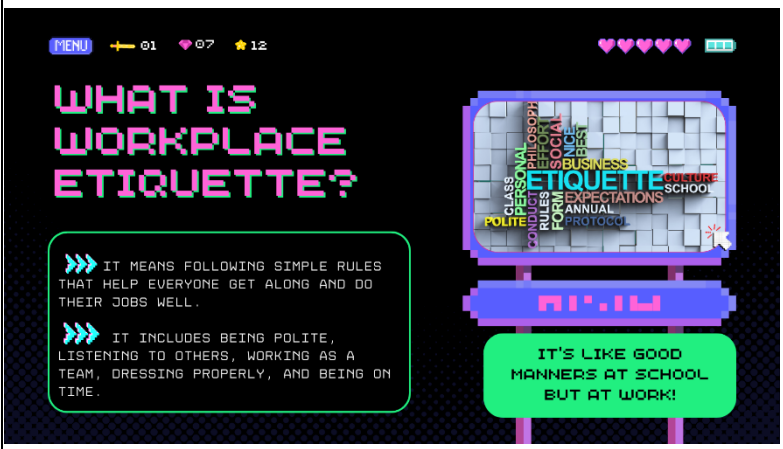 MENU 01 07 12
WHAT IS
WORKPLACE
ETIQUETTE?
IT MEANS FOLLOWING SIMPLE RULES
THAT HELP EVERYONE GET ALONG AND DO
THEIR JOBS WELL.
IT INCLUDES BEING POLITE,
LISTENING TO OTHERS, WORKING AS A
TEAM, DRESSING PROPERLY, AND BEING ON
TIME.
PHILOSOPH
EFFORT
SOCIAL
NICE
BEST
CLASS
PERSONAL
BUSINESS
ETIQUETTE
CULTURE
SCHOOL
EXPECTATIONS
ANNUAL
PROTOCOL
POLITE
CONDUCT
RULES
FORM
IT'S LIKE GOOD
MANNERS AT SCHOOL
BUT AT WORK!